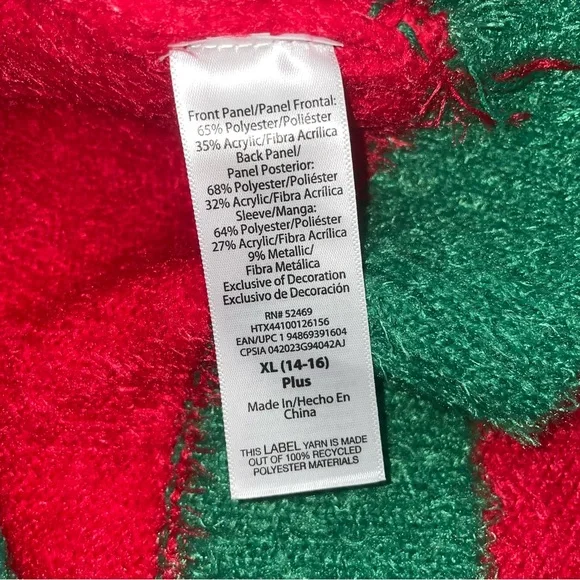 Front Panel/Panel Frontal:
65% Polyester/Poliéster
35% Acrylic/Fibra Acrílica
Back Panel/
Panel Posterior:
68% Polyester/Poliéster
32% Acrylic/Fibra Acrílica
Sleeve/Manga:
64% Polyester/Poliéster
27% Acrylic/Fibra Acrílica
9% Metallic/
Fibra Metálica
Exclusive of Decoration
Exclusivo de Decoración
RN# 52469
HTX44100126156
EAN/UPC 1 94869391604
CPSIA 042023G94042AJ
XL (14-16)
Plus
Made In/Hecho En
China
THIS LABEL YARN IS MADE
OUT OF 100% RECYCLED
POLYESTER MATERIALS